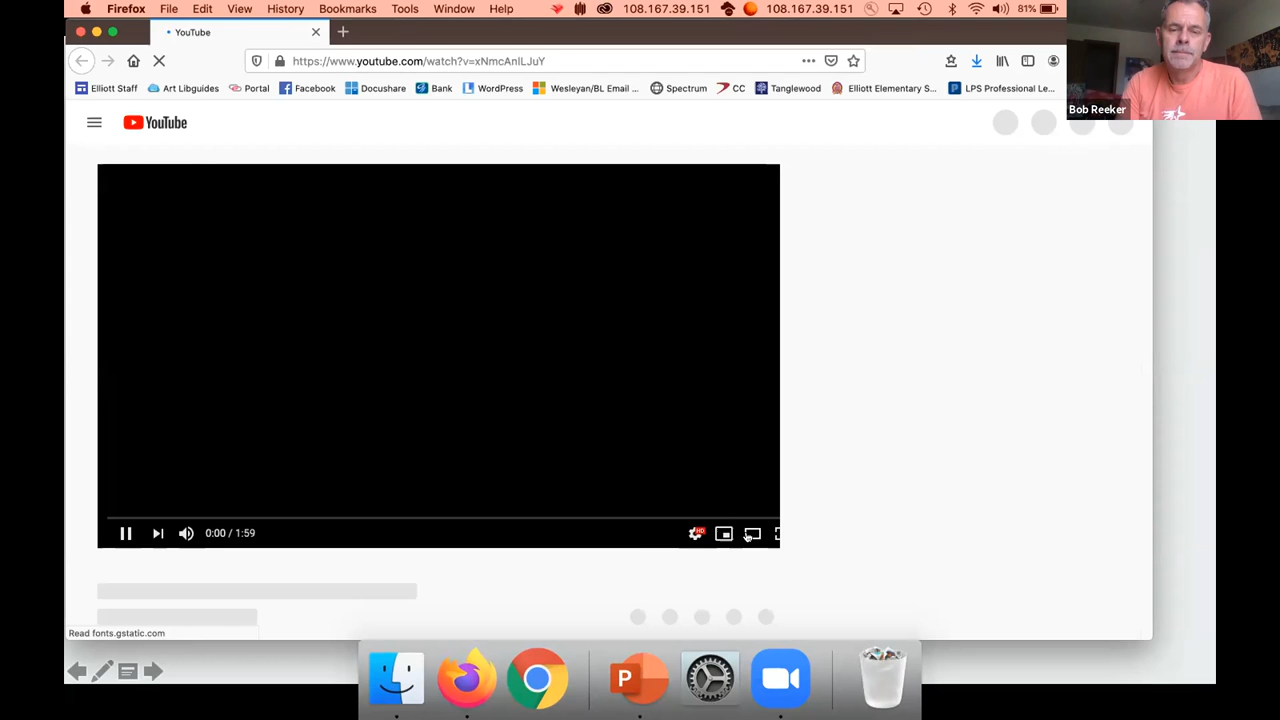 Firefox File Edit View History Bookmarks Tools Window Help 108.167.39.151 108.167.39.151 81%
YouTube
https://www.youtube.com/watch?v=xNmcAnILJuY
Elliott Staff Art Libguides Portal Facebook Docushare Bank WordPress Wesleyan/BL Email ... Spectrum CC Tanglewood Elliott Elementary S... LPS Professional Le...
Bob Reeker
YouTube
HD
0:00 / 1:59
Read fonts.gstatic.com
P